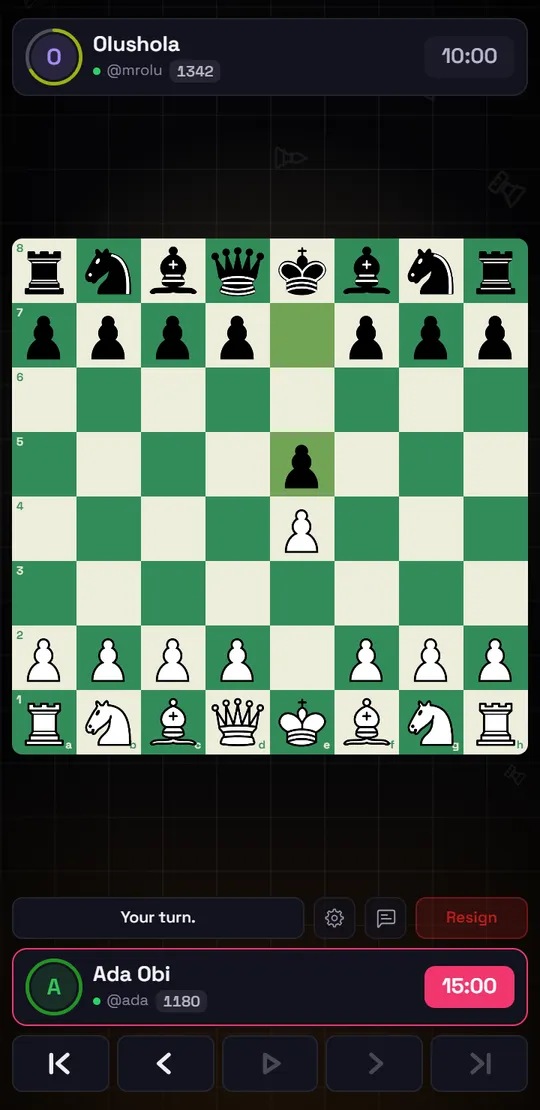 O
Olushola
@mrolu 1342
10:00
8
7
6
5
4
3
2
1
a b c d e f g h
Your turn.
Resign
A
Ada Obi
@ada 1180
15:00